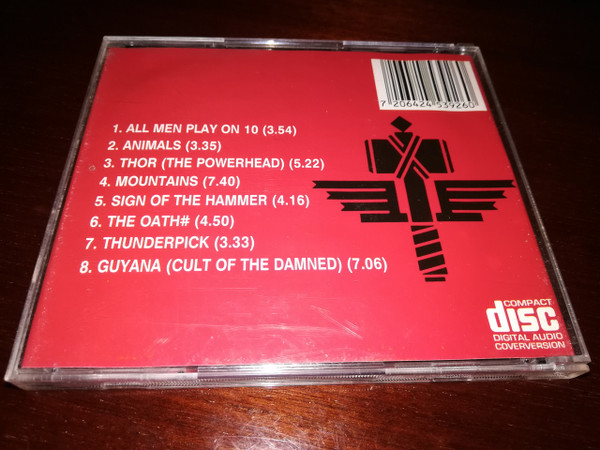 7 206424 539260
1. ALL MEN PLAY ON 10 (3.54)
2. ANIMALS (3.35)
3. THOR (THE POWERHEAD) (5.22)
4. MOUNTAINS (7.40)
5. SIGN OF THE HAMMER (4.16)
6. THE OATH# (4.50)
7. THUNDERPICK (3.33)
8. GUYANA (CULT OF THE DAMNED) (7.06)
COMPACT
disc
DIGITAL AUDIO
COVERVERSION